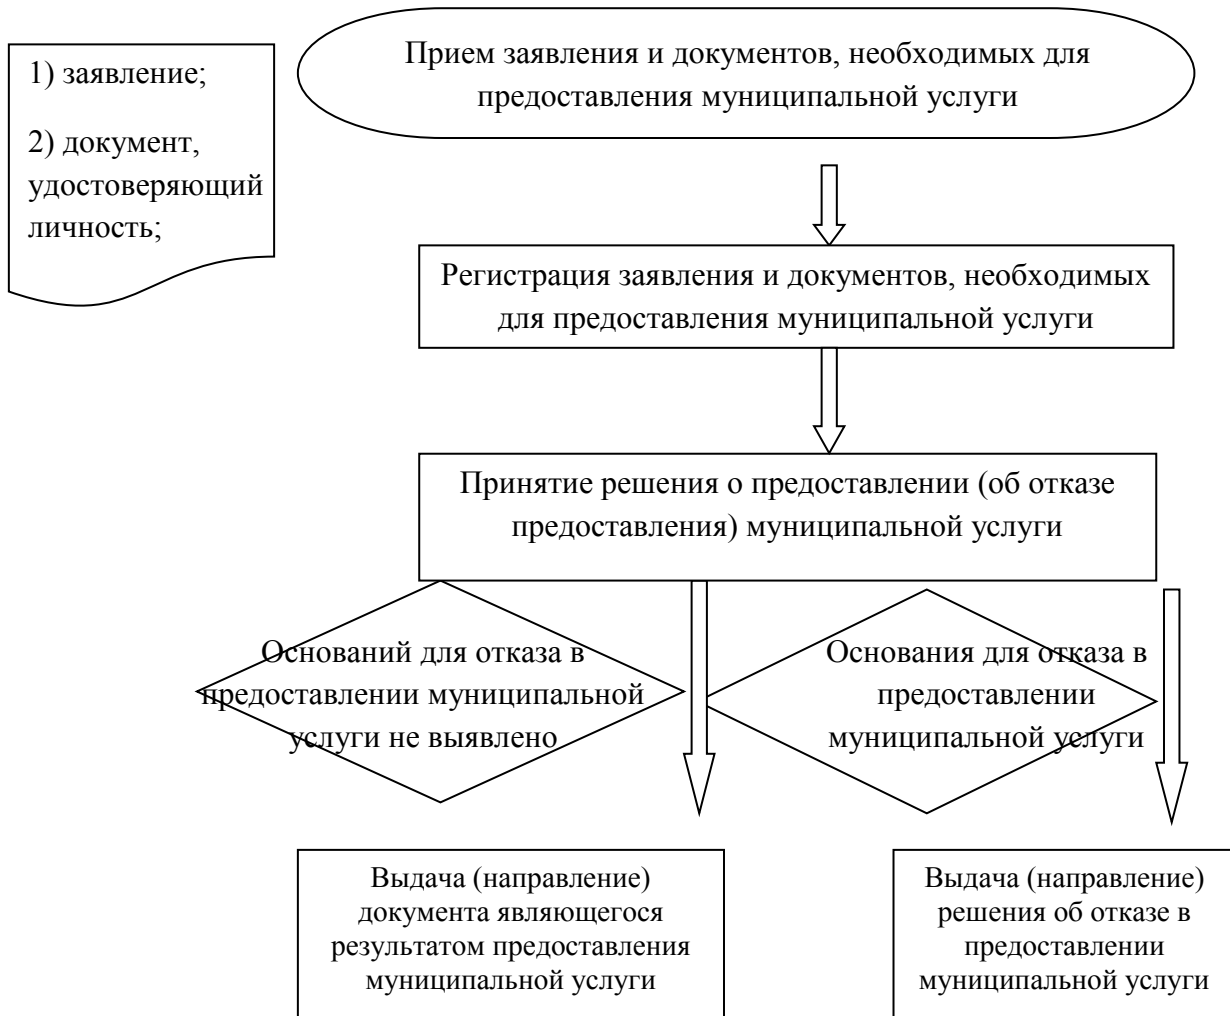 1) заявление;
2) документ,
удостоверяющий
личность;
Прием заявления и документов, необходимых для
предоставления муниципальной услуги
Регистрация заявления и документов, необходимых
для предоставления муниципальной услуги
Принятие решения о предоставлении (об отказе
предоставления) муниципальной услуги
Оснований для отказа в
предоставлении муниципальной
услуги не выявлено
Основания для отказа в
предоставлении
муниципальной услуги
Выдача (направление)
документа являющегося
результатом предоставления
муниципальной услуги
Выдача (направление)
решения об отказе в
предоставлении
муниципальной услуги